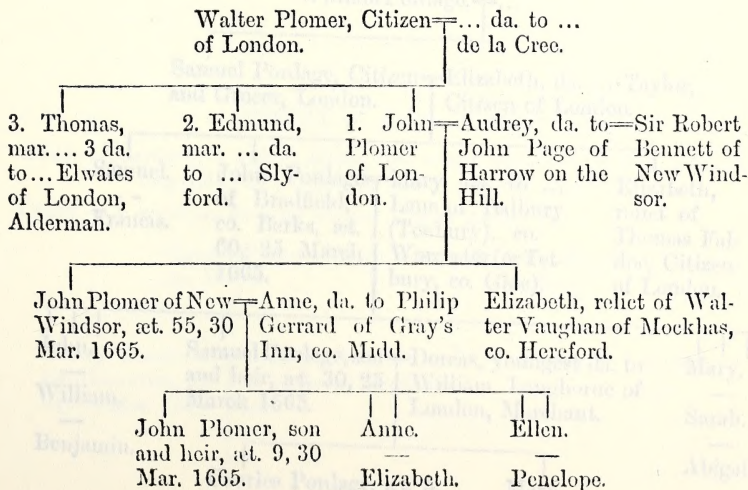 Walter Plomer, Citizen=... da. to ...
of London. de la Cree.
3. Thomas, 2. Edmund, 1. John=Audrey, da. to=Sir Robert
mar. ... 3 da. mar. ... da. Plomer John Page of Bennett of
to ... Elwaies to ... Sly- of Lon- Harrow on the New Wind-
of London, ford. don. Hill. sor.
Alderman.
John Plomer of New=Anne, da. to Philip Elizabeth, relict of Wal-
Windsor, æt. 55, 30 Gerrard of Gray's ter Vaughan of Mockhas,
Mar. 1665. Inn, co. Midd. co. Hereford.
John Plomer, son Anne. Ellen.
and heir, æt. 9, 30 — —
Mar. 1665. Elizabeth. Penelope.